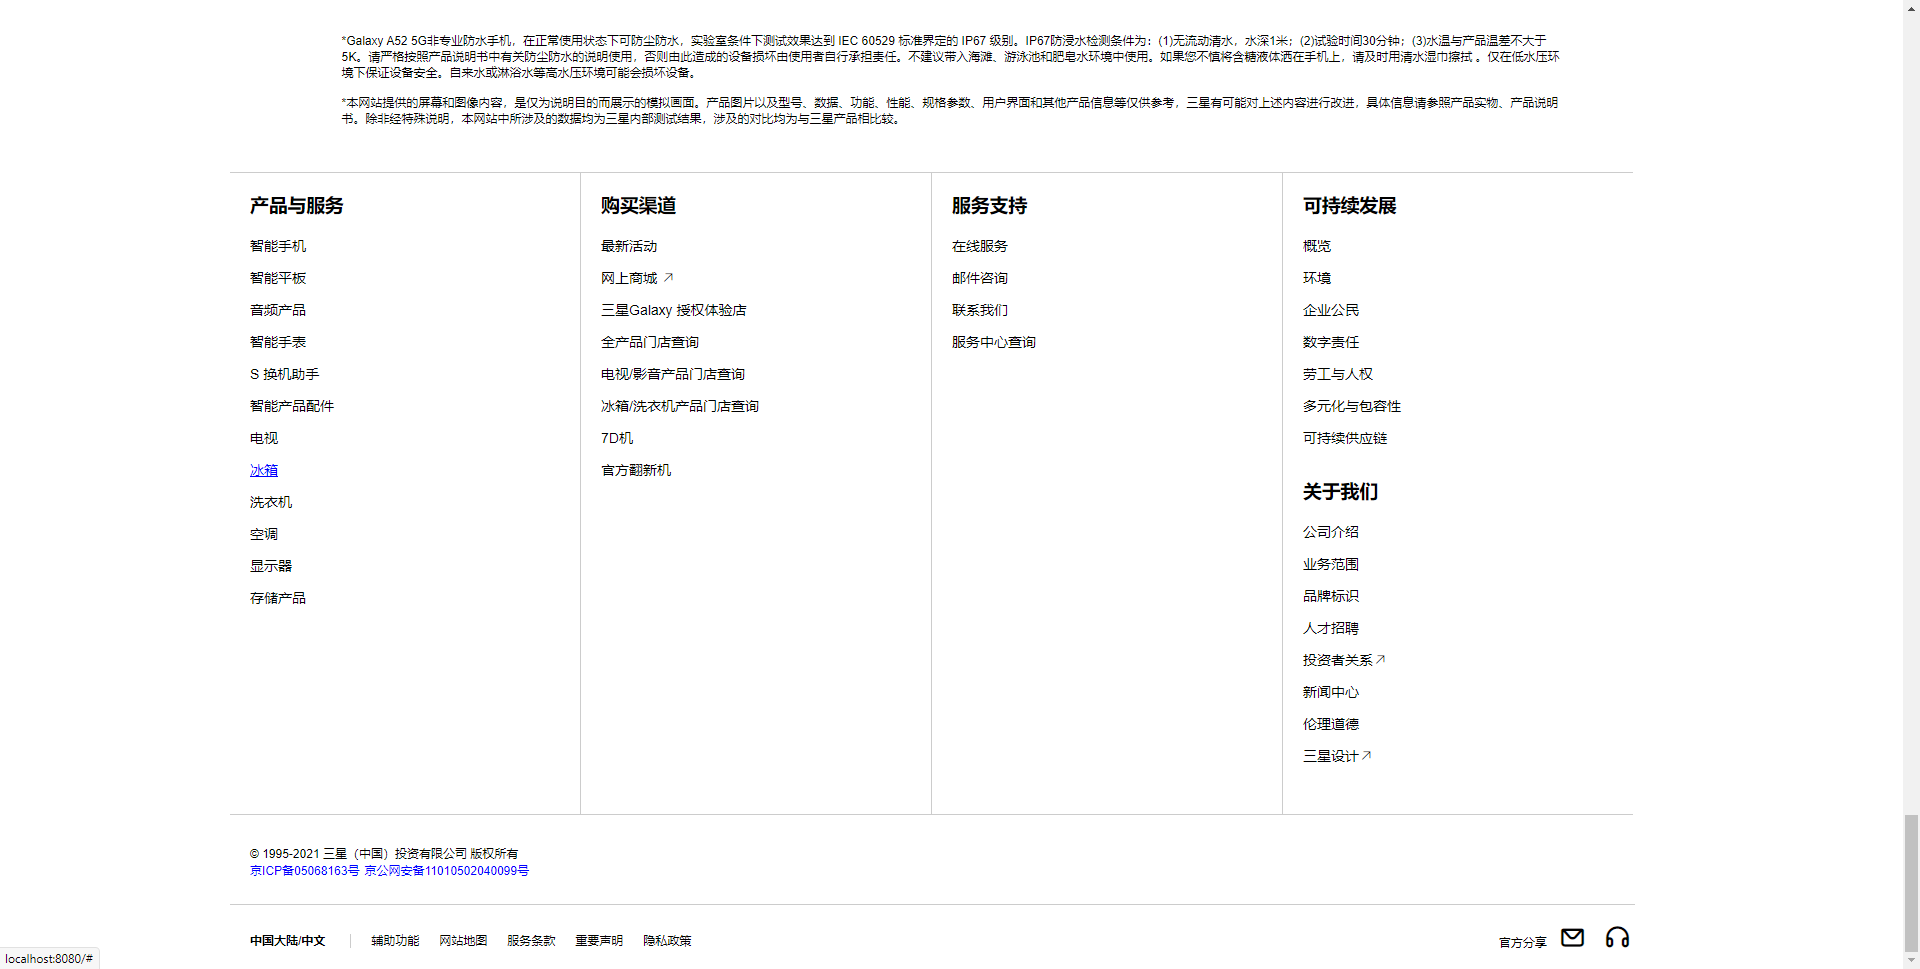 *Galaxy A52 5G非专业防水手机，在正常使用状态下可防尘防水，实验室条件下测试效果达到 IEC 60529 标准界定的 IP67 级别。IP67防浸水检测条件为：(1)无流动清水，水深1米；(2)试验时间30分钟；(3)水温与产品温差不大于
5K。请严格按照产品说明书中有关防尘防水的说明使用，否则由此造成的设备损坏由使用者自行承担责任。不建议带入海滩、游泳池和肥皂水环境中使用。如果您不慎将含糖液体洒在手机上，请及时用清水湿巾擦拭 。仅在低水压环
境下保证设备安全。自来水或淋浴水等高水压环境可能会损坏设备。
*本网站提供的屏幕和图像内容，是仅为说明目的而展示的模拟画面。产品图片以及型号、数据、功能、性能、规格参数、用户界面和其他产品信息等仅供参考，三星有可能对上述内容进行改进，具体信息请参照产品实物、产品说明
书。除非经特殊说明，本网站中所涉及的数据均为三星内部测试结果，涉及的对比均为与三星产品相比较。
产品与服务
智能手机
智能平板
音频产品
智能手表
S 换机助手
智能产品配件
电视
冰箱
洗衣机
空调
显示器
存储产品
购买渠道
最新活动
网上商城
三星Galaxy 授权体验店
全产品门店查询
电视/影音产品门店查询
冰箱/洗衣机产品门店查询
7D机
官方翻新机
服务支持
在线服务
邮件咨询
联系我们
服务中心查询
可持续发展
概览
环境
企业公民
数字责任
劳工与人权
多元化与包容性
可持续供应链
关于我们
公司介绍
业务范围
品牌标识
人才招聘
投资者关系
新闻中心
伦理道德
三星设计
© 1995-2021 三星（中国）投资有限公司 版权所有
京ICP备05068163号 京公网安备11010502040099号
中国大陆/中文 辅助功能 网站地图 服务条款 重要声明 隐私政策 官方分享
localhost:8080/#